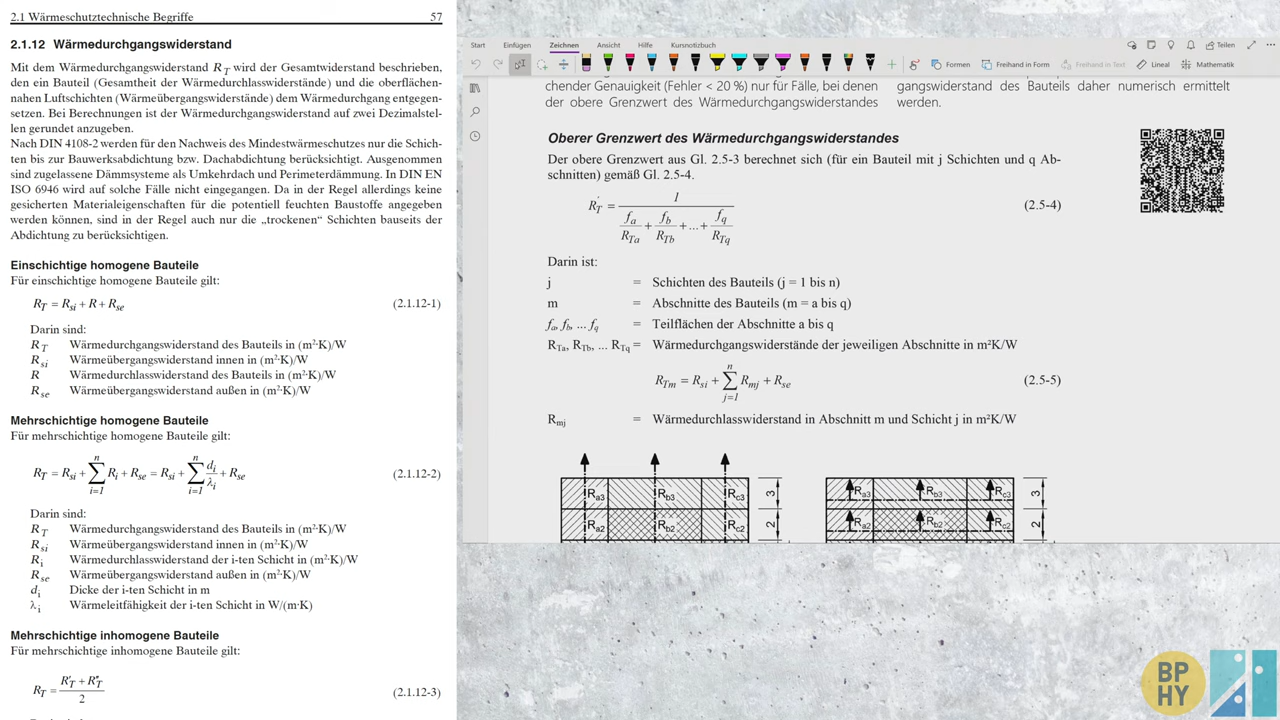 2.1 Wärmeschutztechnische Begriffe 57
2.1.12 Wärmedurchgangswiderstand
Mit dem Wärmedurchgangswiderstand R_T wird der Gesamtwiderstand beschrieben,
den ein Bauteil (Gesamtheit der Wärmedurchlasswiderstände) und die oberflächen-
nahen Luftschichten (Wärmeübergangswiderstände) dem Wärmedurchgang entgegen-
setzen. Bei Berechnungen ist der Wärmedurchgangswiderstand auf zwei Dezimalstel-
len gerundet anzugeben.
Nach DIN 4108-2 werden für den Nachweis des Mindestwärmeschutzes nur die Schich-
ten bis zur Bauwerksabdichtung bzw. Dachabdichtung berücksichtigt. Ausgenommen
sind zugelassene Dämmsysteme als Umkehrdach und Perimeterdämmung. In DIN EN
ISO 6946 wird auf solche Fälle nicht eingegangen. Da in der Regel allerdings keine
gesicherten Materialeigenschaften für die potentiell feuchten Baustoffe angegeben
werden können, sind in der Regel auch nur die „trockenen“ Schichten bauseits der
Abdichtung zu berücksichtigen.
Einschichtige homogene Bauteile
Für einschichtige homogene Bauteile gilt:
R_T = R_si + R + R_se (2.1.12-1)
Darin sind:
R_T Wärmedurchgangswiderstand des Bauteils in (m²·K)/W
R_si Wärmeübergangswiderstand innen in (m²·K)/W
R Wärmedurchlasswiderstand des Bauteils in (m²·K)/W
R_se Wärmeübergangswiderstand außen in (m²·K)/W
Mehrschichtige homogene Bauteile
Für mehrschichtige homogene Bauteile gilt:
R_T = R_si + ∑_{i=1}^{n} R_i + R_se = R_si + ∑_{i=1}^{n} d_i/λ_i + R_se (2.1.12-2)
Darin sind:
R_T Wärmedurchgangswiderstand des Bauteils in (m²·K)/W
R_si Wärmeübergangswiderstand innen in (m²·K)/W
R_i Wärmedurchlasswiderstand der i-ten Schicht in (m²·K)/W
R_se Wärmeübergangswiderstand außen in (m²·K)/W
d_i Dicke der i-ten Schicht in m
λ_i Wärmeleitfähigkeit der i-ten Schicht in W/(m·K)
Mehrschichtige inhomogene Bauteile
Für mehrschichtige inhomogene Bauteile gilt:
R_T = (R'_T + R''_T)/2 (2.1.12-3)
Start Einfügen Zeichnen Ansicht Hilfe Kursnotizbuch Teilen
Formen Freihand in Form Freihand in Text Lineal Mathematik
chender Genauigkeit (Fehler < 20 %) nur für Fälle, bei denen
der obere Grenzwert des Wärmedurchgangswiderstandes
gangswiderstand des Bauteils daher numerisch ermittelt
werden.
Oberer Grenzwert des Wärmedurchgangswiderstandes
Der obere Grenzwert aus Gl. 2.5-3 berechnet sich (für ein Bauteil mit j Schichten und q Ab-
schnitten) gemäß Gl. 2.5-4.
R'_T = 1/(f_a/R_Ta + f_b/R_Tb + ... + f_q/R_Tq) (2.5-4)
Darin ist:
j = Schichten des Bauteils (j = 1 bis n)
m = Abschnitte des Bauteils (m = a bis q)
f_a, f_b, ... f_q = Teilflächen der Abschnitte a bis q
R_Ta, R_Tb, ... R_Tq = Wärmedurchgangswiderstände der jeweiligen Abschnitte in m²K/W
R_Tm = R_si + ∑_{j=1}^{n} R_mj + R_se (2.5-5)
R_mj = Wärmedurchlasswiderstand in Abschnitt m und Schicht j in m²K/W
R_a3 R_b3 R_c3 3
R_a2 R_b2 R_c2 2
R_a3 R_b3 R_c3 3
R_a2 R_b2 R_c2 2
BP
HY